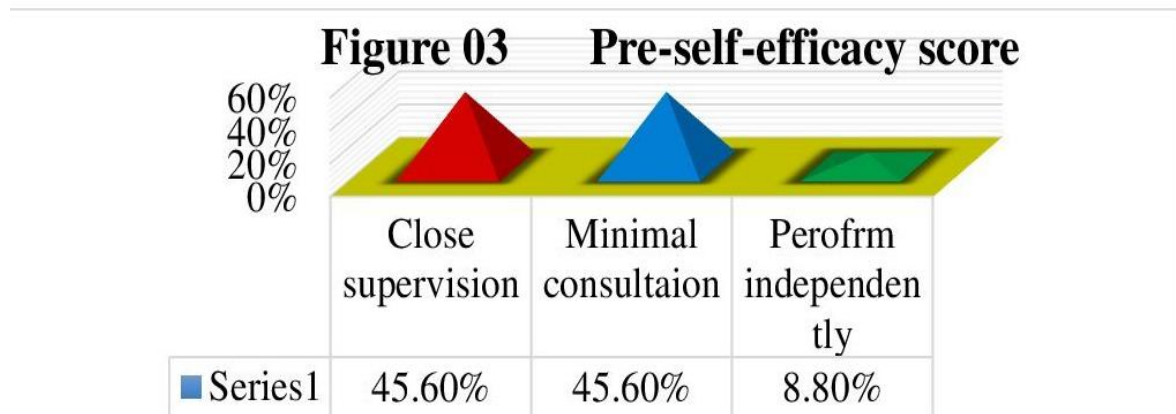 Figure 03 Pre-self-efficacy score
60%
40%
20%
0%
Close supervision
Minimal consultaion
Perofrm independen tly
Series1 45.60% 45.60% 8.80%